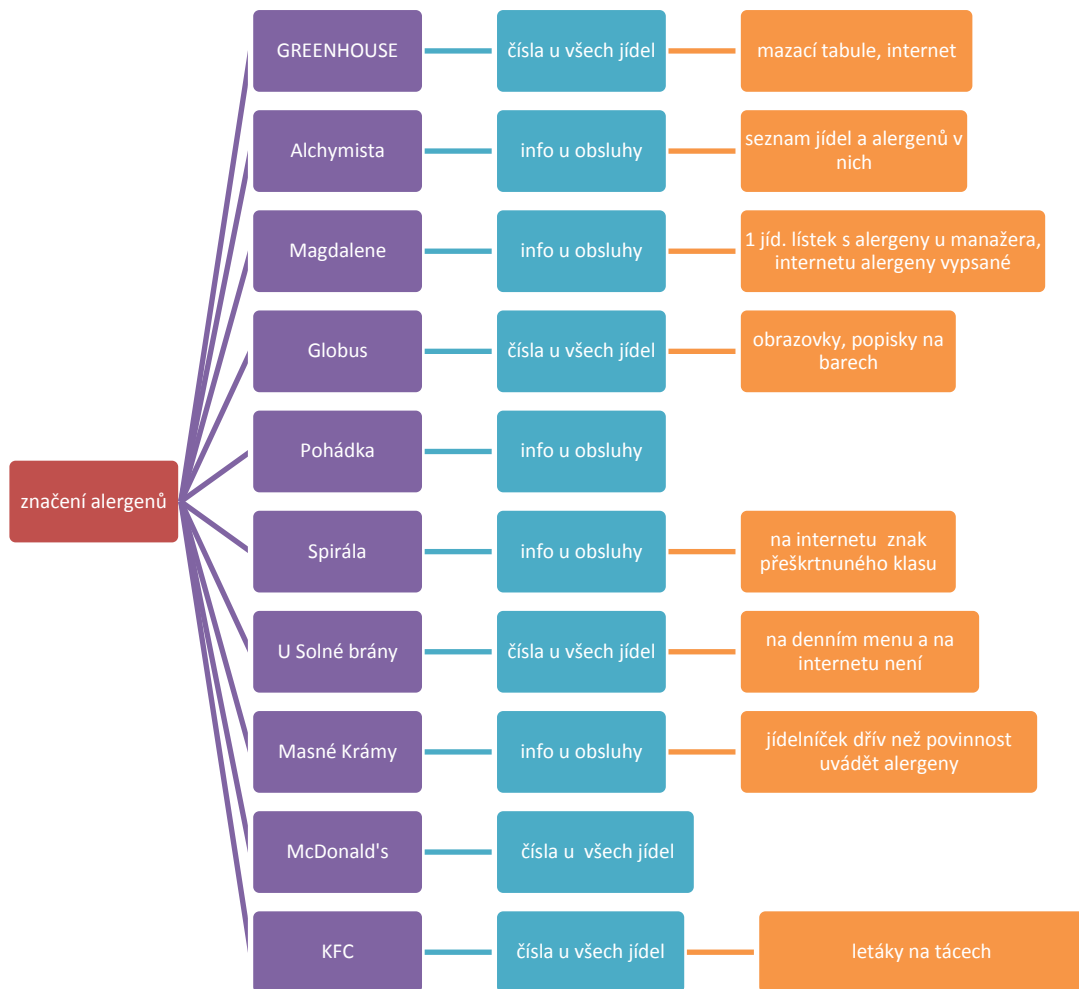 GREENHOUSE
čísla u všech jídel
mazací tabule, internet
Alchymista
info u obsluhy
seznam jídel a alergenů v
nich
Magdalene
info u obsluhy
1 jíd. lístek s alergeny u manažera,
internetu alergeny vypsané
Globus
čísla u všech jídel
obrazovky, popisky na
barech
Pohádka
info u obsluhy
značení alergenů
Spirála
info u obsluhy
na internetu  znak
přeškrtnuného klasu
U Solné brány
čísla u všech jídel
na denním menu a na
internetu není
Masné Krámy
info u obsluhy
jídelníček dřív než povinnost
uvádět alergeny
McDonald's
čísla u  všech jídel
KFC
čísla u všech jídel
letáky na tácech